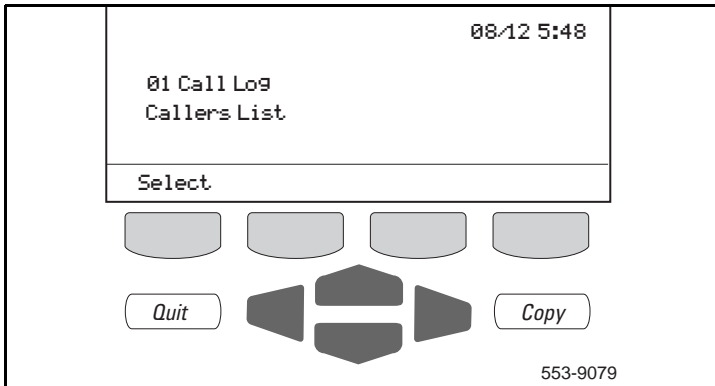 08/12 5:48
01 Call Log
Callers List
Select
Quit
Copy
553-9079